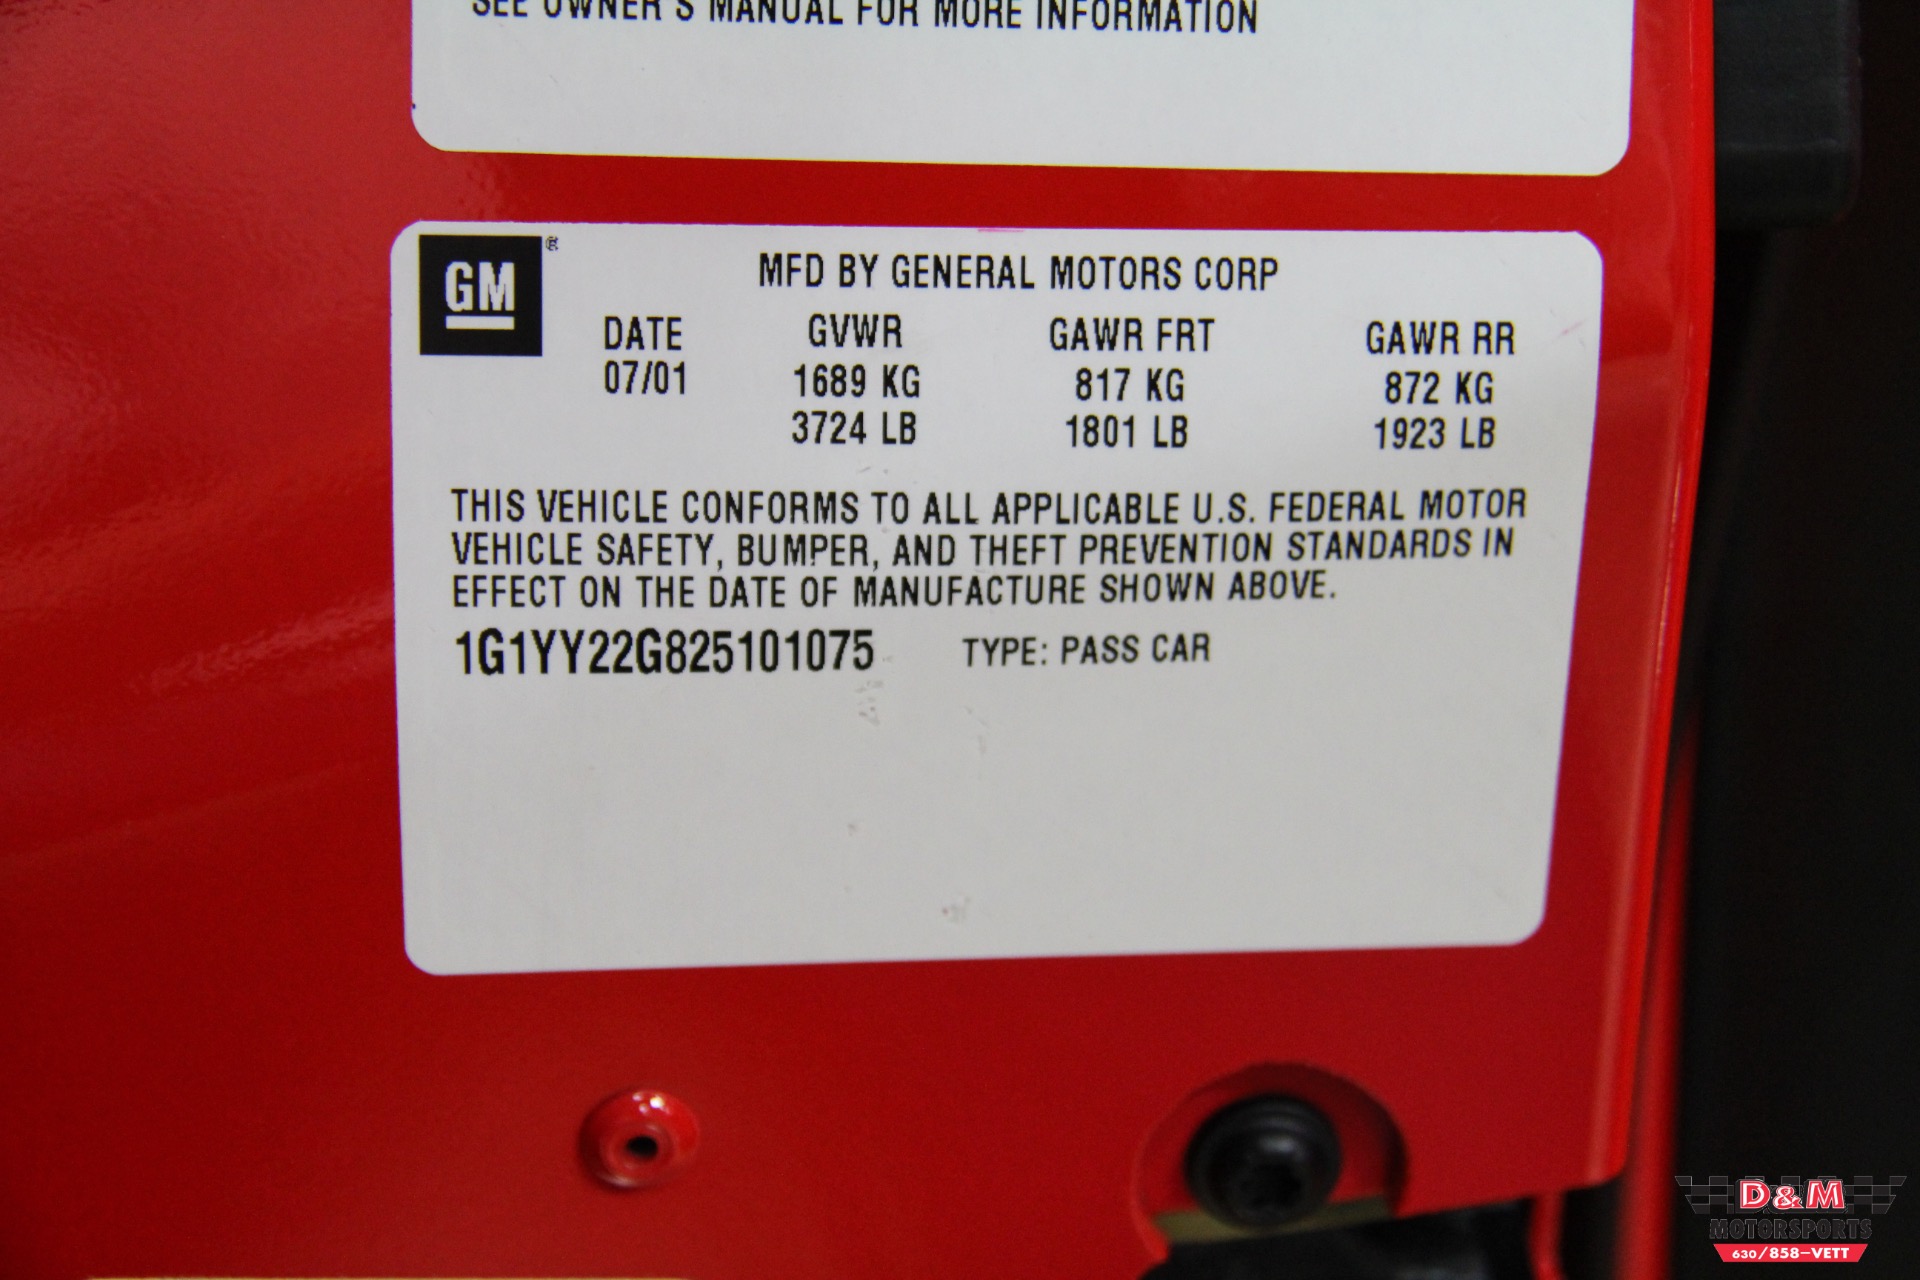 SEE OWNER'S MANUAL FOR MORE INFORMATION
GM ®
MFD BY GENERAL MOTORS CORP
DATE GVWR GAWR FRT GAWR RR
07/01 1689 KG 817 KG 872 KG
3724 LB 1801 LB 1923 LB
THIS VEHICLE CONFORMS TO ALL APPLICABLE U.S. FEDERAL MOTOR
VEHICLE SAFETY, BUMPER, AND THEFT PREVENTION STANDARDS IN
EFFECT ON THE DATE OF MANUFACTURE SHOWN ABOVE.
1G1YY22G825101075 TYPE: PASS CAR
D&M
MOTORSPORTS
630/858-VETT